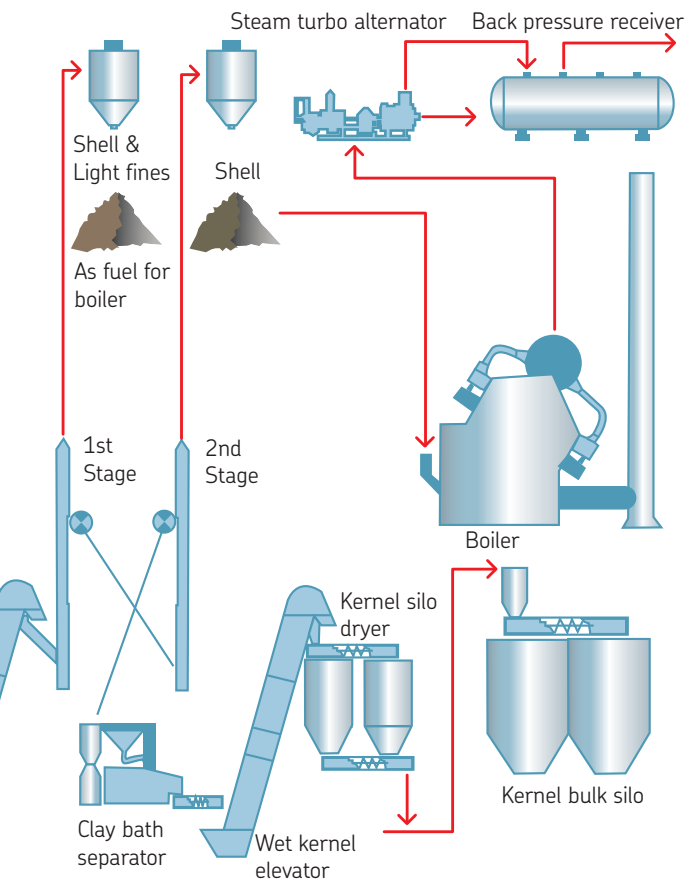 Steam turbo alternator
Back pressure receiver
Shell &
Light fines
Shell
As fuel for
boiler
1st
Stage
2nd
Stage
Boiler
Kernel silo
dryer
Kernel bulk silo
Clay bath
separator
Wet kernel
elevator